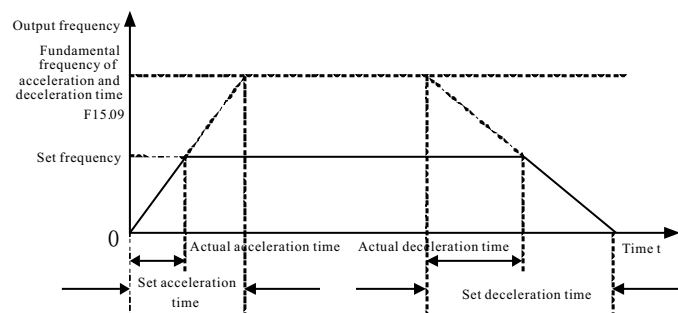 Output frequency
Fundamental
frequency of
acceleration and
deceleration time
F15.09
Set frequency
0
Actual acceleration time
Actual deceleration time
Time t
Set acceleration
time
Set deceleration time